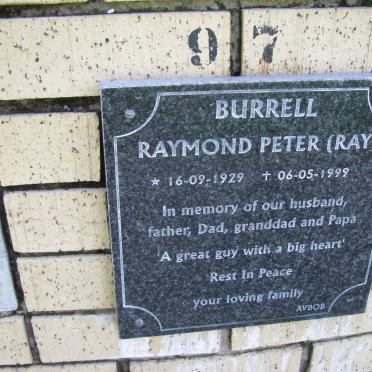 97
BURRELL
RAYMOND PETER (RAY
★ 16-09-1929 ✝ 06-05-1999
In memory of our husband,
father, Dad, granddad and Papa
'A great guy with a big heart'
Rest In Peace
your loving family
AVBOB